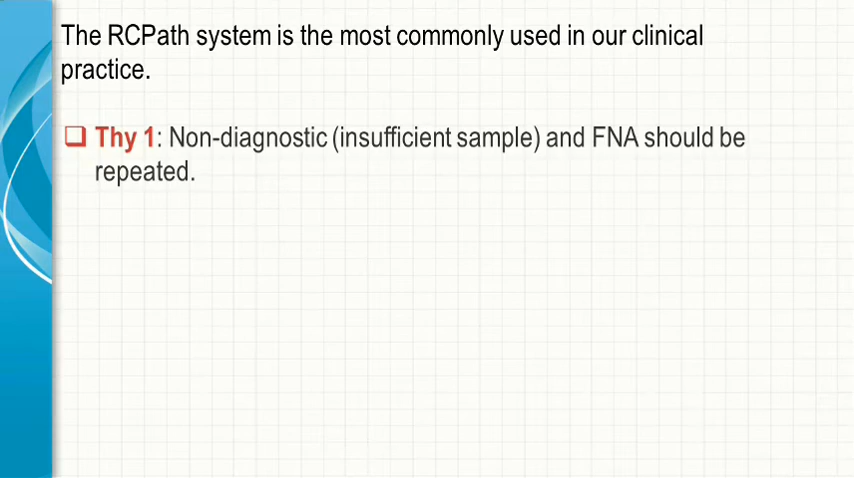 The RCPath system is the most commonly used in our clinical
practice.
❑ Thy 1: Non-diagnostic (insufficient sample) and FNA should be
repeated.